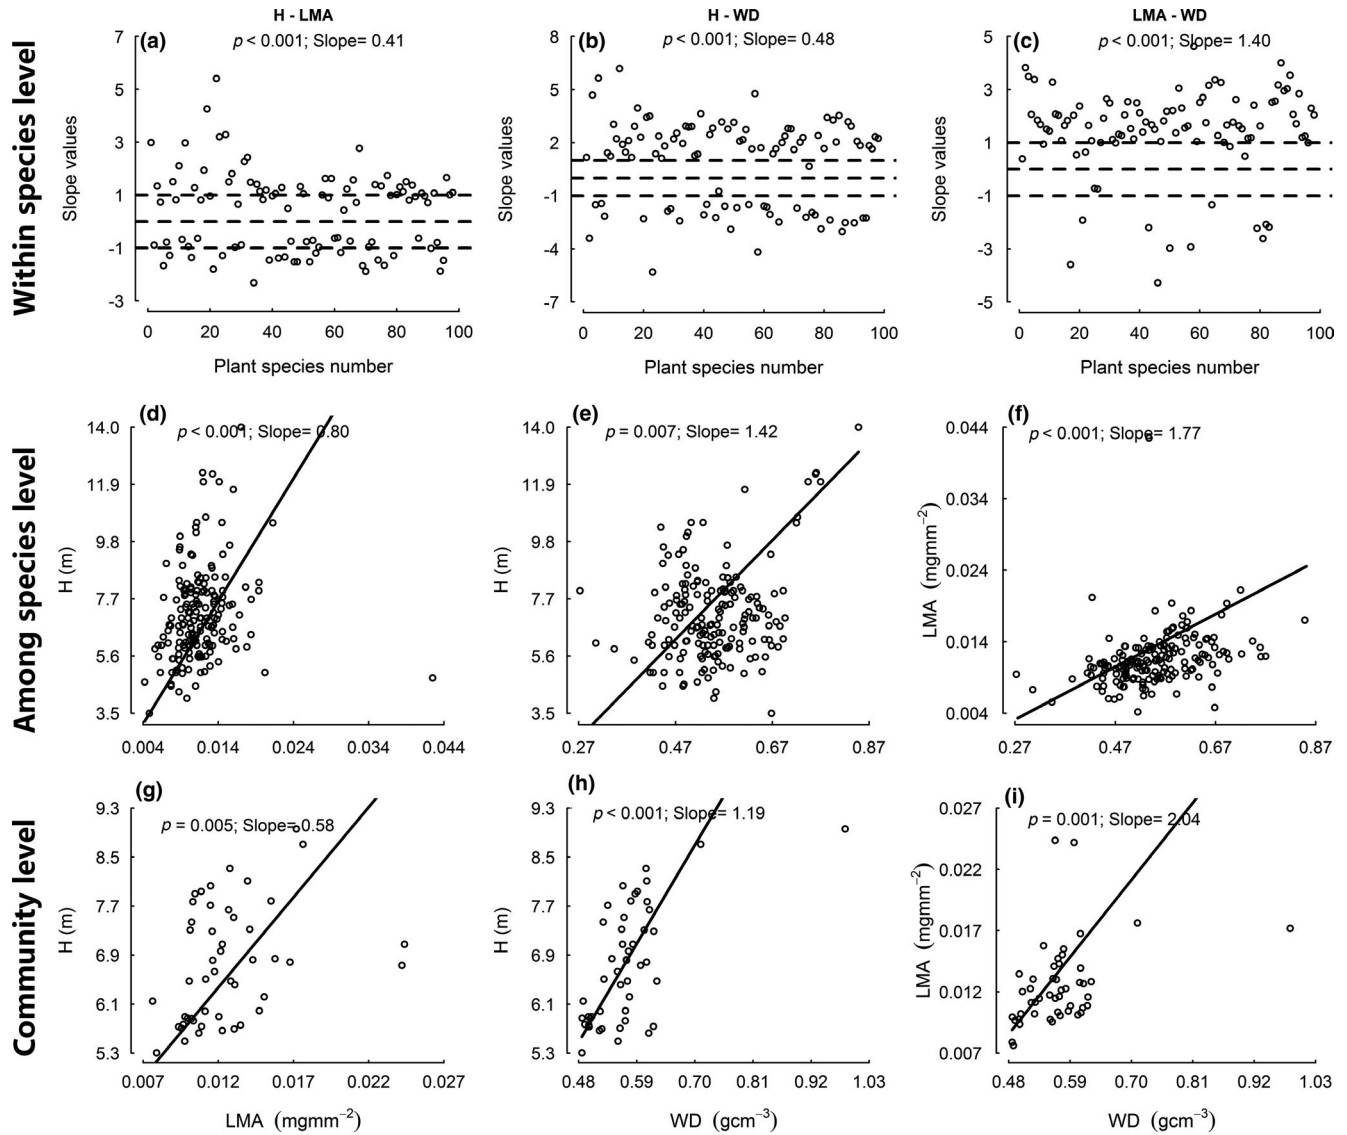 H - LMA
H - WD
LMA - WD
Within species level
(a)
p < 0.001; Slope= 0.41
Slope values
7
5
3
1
-1
-3
0 20 40 60 80 100
Plant species number
(b)
p < 0.001; Slope= 0.48
Slope values
8
5
2
-1
-4
-7
0 20 40 60 80 100
Plant species number
(c)
p < 0.001; Slope= 1.40
Slope values
5
3
1
-1
-3
-5
0 20 40 60 80 100
Plant species number
Among species level
(d)
p < 0.001; Slope= 0.80
H (m)
14.0
11.9
9.8
7.7
5.6
3.5
0.004 0.014 0.024 0.034 0.044
(e)
p = 0.007; Slope= 1.42
H (m)
14.0
11.9
9.8
7.7
5.6
3.5
0.27 0.47 0.67 0.87
(f)
p < 0.001; Slope= 1.77
LMA (mgmm−2)
0.044
0.034
0.024
0.014
0.004
0.27 0.47 0.67 0.87
Community level
(g)
p = 0.005; Slope= 0.58
H (m)
9.3
8.5
7.7
6.9
6.1
5.3
0.007 0.012 0.017 0.022 0.027
LMA (mgmm−2)
(h)
p < 0.001; Slope= 1.19
H (m)
9.3
8.5
7.7
6.9
6.1
5.3
0.48 0.59 0.70 0.81 0.92 1.03
WD (gcm−3)
(i)
p = 0.001; Slope= 2.04
LMA (mgmm−2)
0.027
0.022
0.017
0.012
0.007
0.48 0.59 0.70 0.81 0.92 1.03
WD (gcm−3)